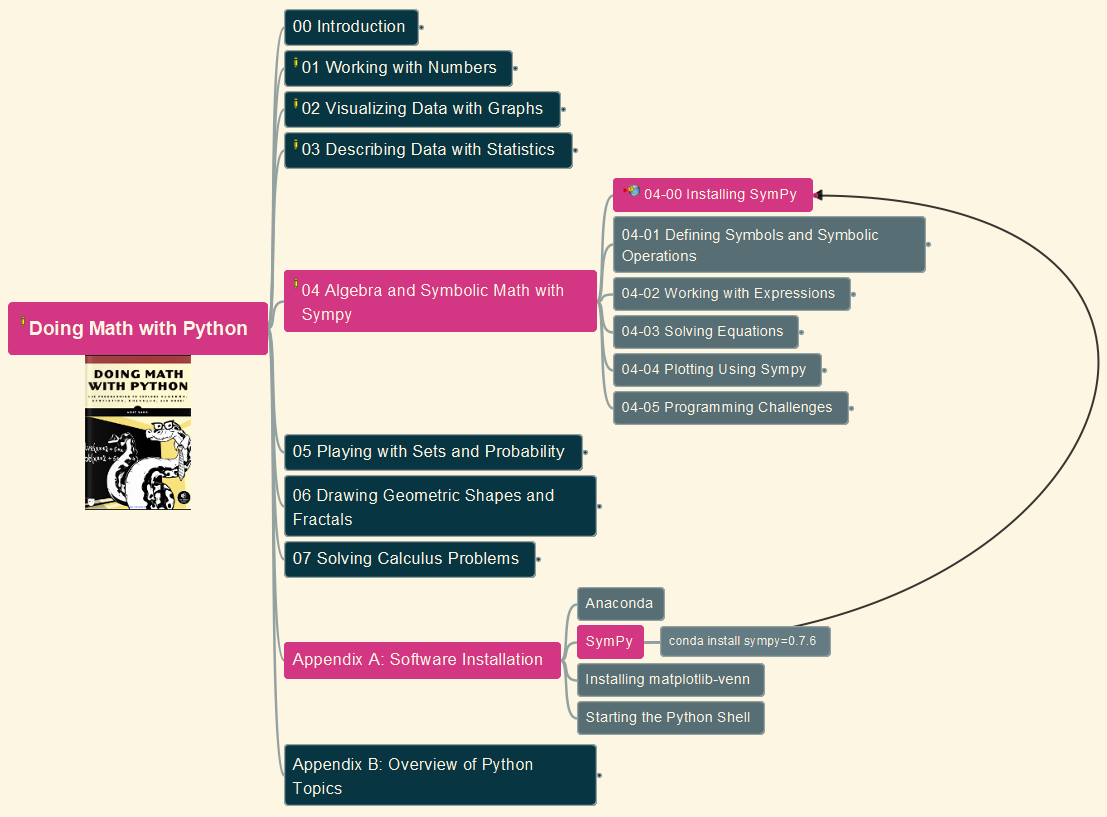 00 Introduction
01 Working with Numbers
02 Visualizing Data with Graphs
03 Describing Data with Statistics
04-00 Installing SymPy
04-01 Defining Symbols and Symbolic
Operations
04 Algebra and Symbolic Math with
Sympy
04-02 Working with Expressions
04-03 Solving Equations
04-04 Plotting Using Sympy
04-05 Programming Challenges
Doing Math with Python
DOING MATH
WITH PYTHON
05 Playing with Sets and Probability
06 Drawing Geometric Shapes and
Fractals
07 Solving Calculus Problems
Appendix A: Software Installation
Anaconda
SymPy
conda install sympy=0.7.6
Installing matplotlib-venn
Starting the Python Shell
Appendix B: Overview of Python
Topics